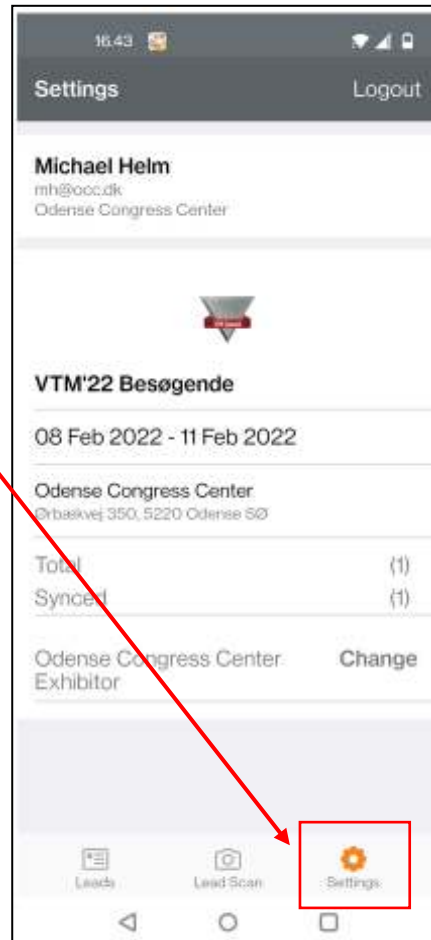 16.43
Settings Logout
Michael Helm
mh@occ.dk
Odense Congress Center
VTM'22 Besøgende
08 Feb 2022 - 11 Feb 2022
Odense Congress Center
Ørbækvej 350, 5220 Odense SØ
Total (1)
Synced (1)
Odense Congress Center Change
Exhibitor
Leads Lead Scan Settings